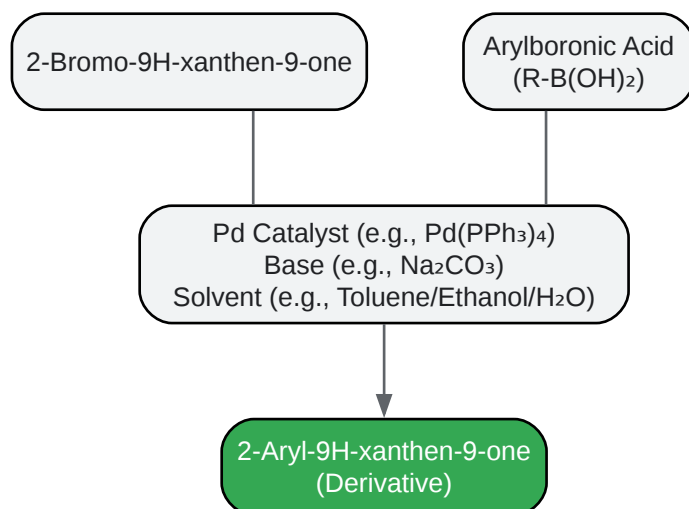 2-Bromo-9H-xanthen-9-one
Arylboronic Acid
(R-B(OH)₂)
Pd Catalyst (e.g., Pd(PPh₃)₄)
Base (e.g., Na₂CO₃)
Solvent (e.g., Toluene/Ethanol/H₂O)
2-Aryl-9H-xanthen-9-one
(Derivative)